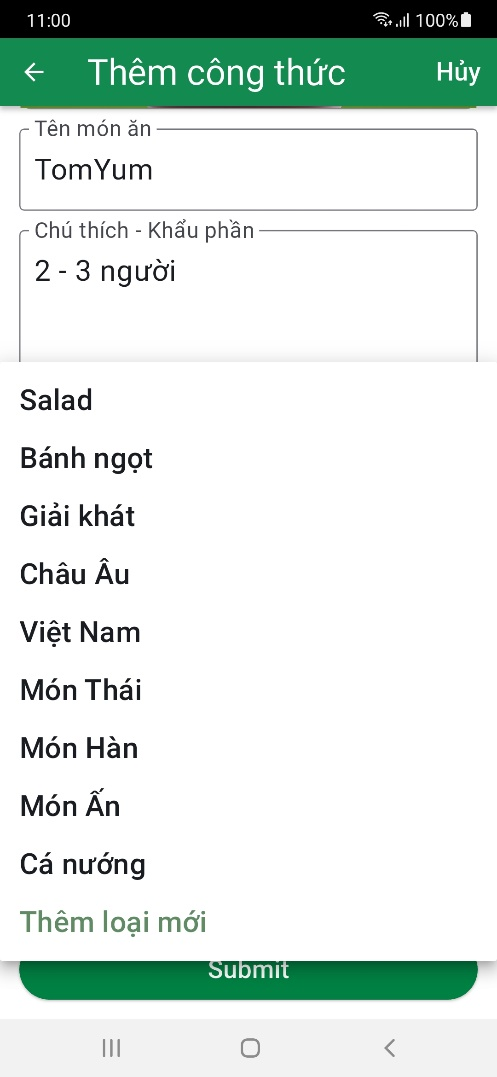 11:00 100%
Thêm công thức Hủy
Tên món ăn
TomYum
Chú thích - Khẩu phần
2 - 3 người
Salad
Bánh ngọt
Giải khát
Châu Âu
Việt Nam
Món Thái
Món Hàn
Món Ấn
Cá nướng
Thêm loại mới
Submit